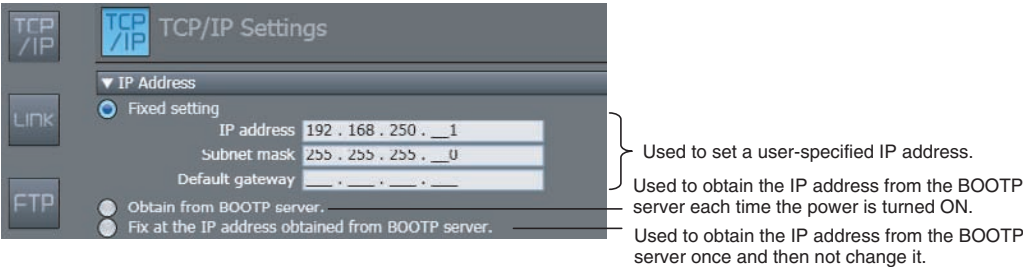 TCP
/IP
TCP
/IP
TCP/IP Settings
▼ IP Address
LINK
Fixed setting
IP address 192 . 168 . 250 . __1
Subnet mask 255 . 255 . 255 . __0
Default gateway ___ . ___ . ___ . ___
Used to set a user-specified IP address.
FTP
Obtain from BOOTP server.
Used to obtain the IP address from the BOOTP
server each time the power is turned ON.
Fix at the IP address obtained from BOOTP server.
Used to obtain the IP address from the BOOTP
server once and then not change it.